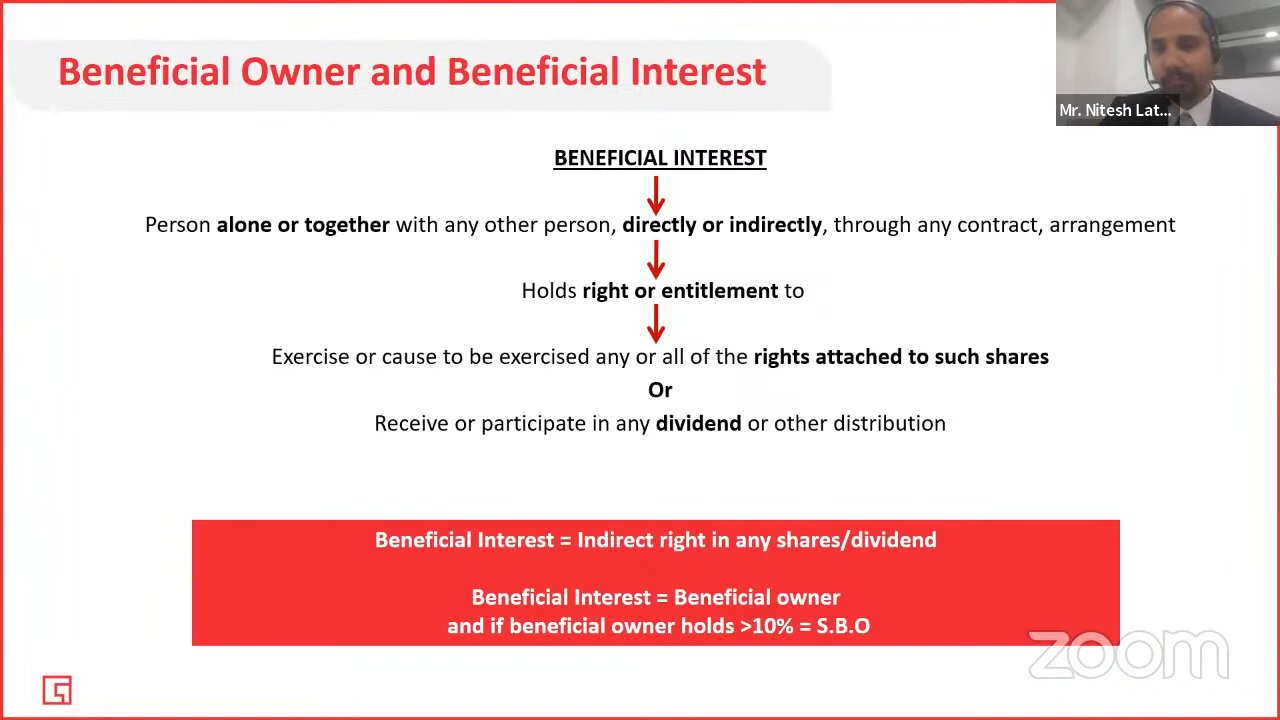 Beneficial Owner and Beneficial Interest
Mr. Nitesh Lat...
BENEFICIAL INTEREST
Person alone or together with any other person, directly or indirectly, through any contract, arrangement
Holds right or entitlement to
Exercise or cause to be exercised any or all of the rights attached to such shares
Or
Receive or participate in any dividend or other distribution
Beneficial Interest = Indirect right in any shares/dividend
Beneficial Interest = Beneficial owner
and if beneficial owner holds >10% = S.B.O
zoom